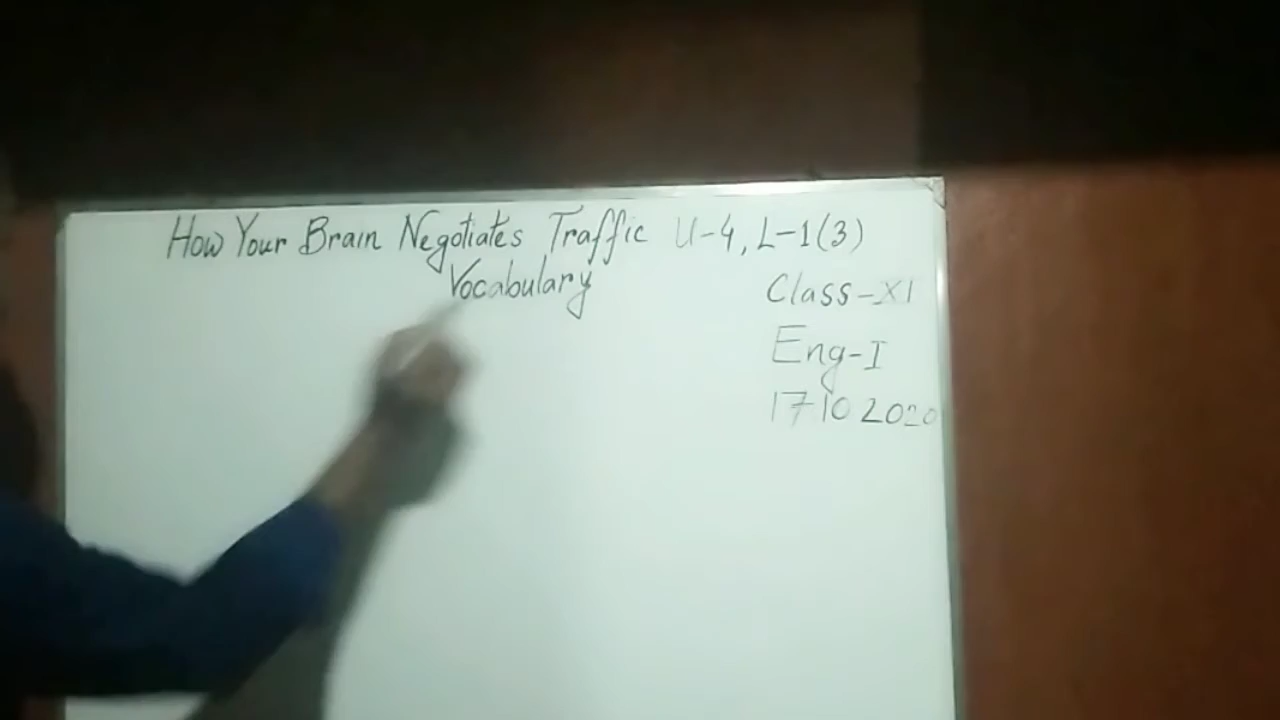 How Your Brain Negotiates Traffic U-4, L-1(3)
Vocabulary
Class-XI
Eng-I
17 10 2020